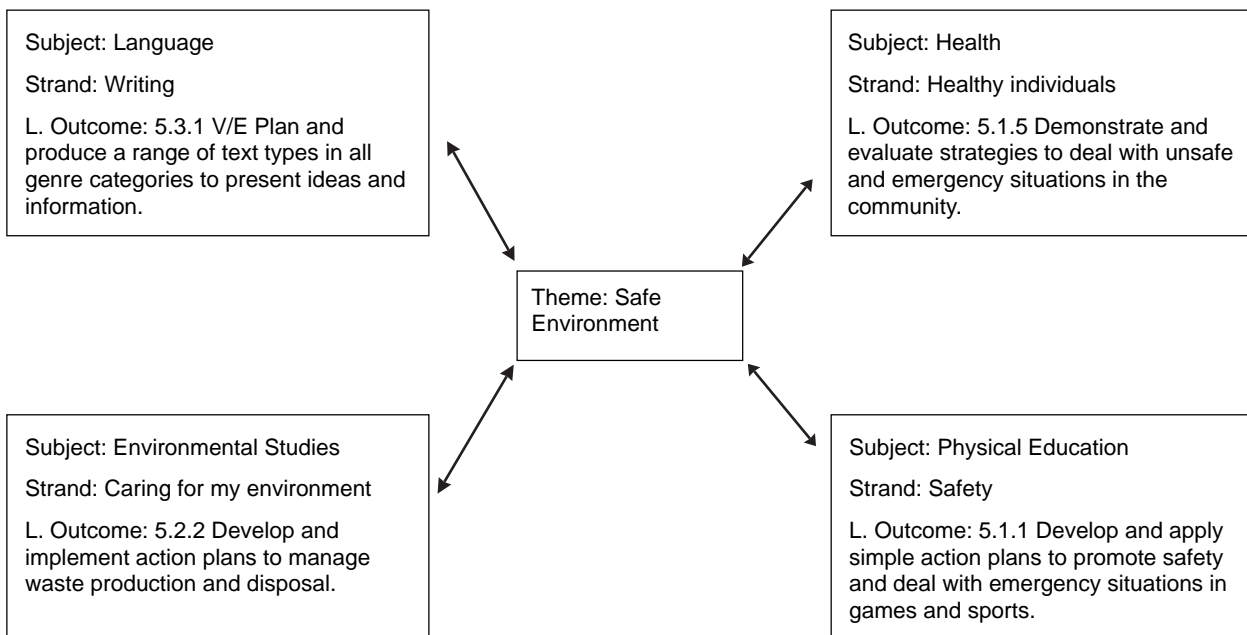 Subject: Language
Strand: Writing
L. Outcome: 5.3.1 V/E Plan and
produce a range of text types in all
genre categories to present ideas and
information.
Subject: Health
Strand: Healthy individuals
L. Outcome: 5.1.5 Demonstrate and
evaluate strategies to deal with unsafe
and emergency situations in the
community.
Theme: Safe
Environment
Subject: Environmental Studies
Strand: Caring for my environment
L. Outcome: 5.2.2 Develop and
implement action plans to manage
waste production and disposal.
Subject: Physical Education
Strand: Safety
L. Outcome: 5.1.1 Develop and apply
simple action plans to promote safety
and deal with emergency situations in
games and sports.